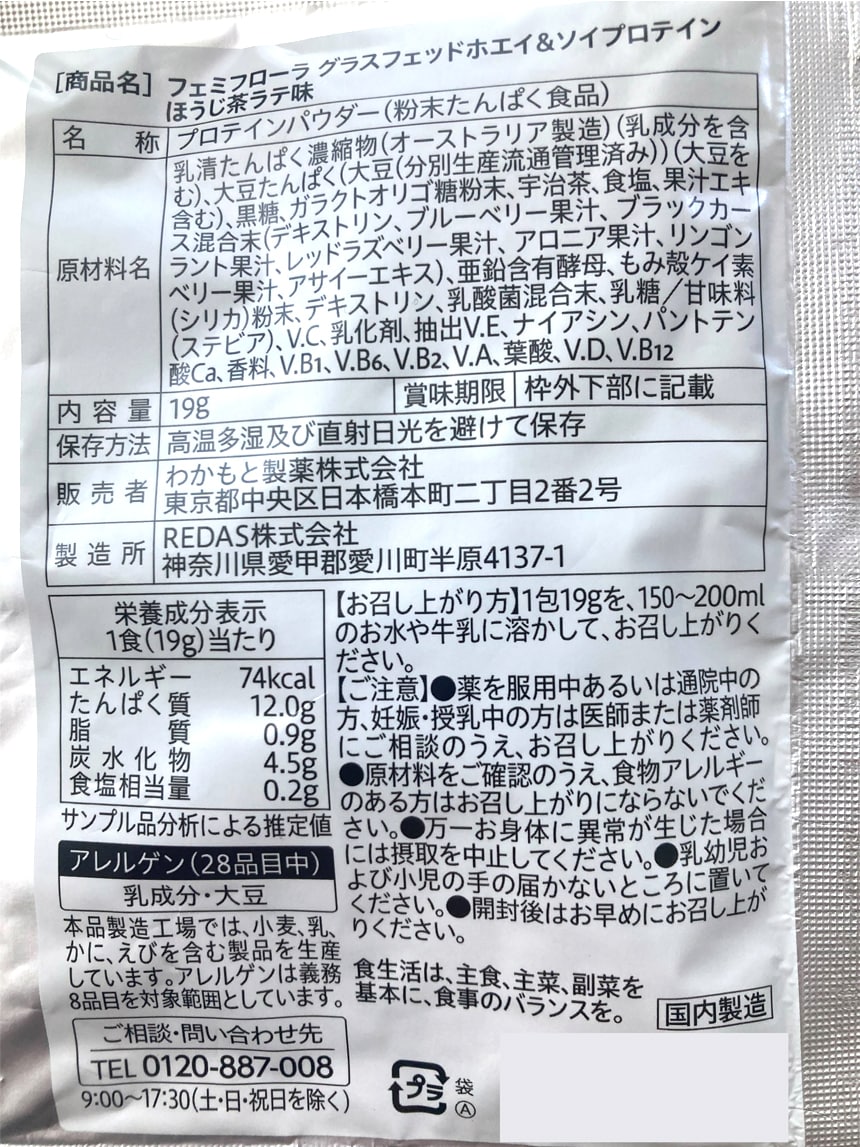 [商品名] フェミフローラ グラスフェッドホエイ&ソイプロテイン
ほうじ茶ラテ味
名称 プロテインパウダー(粉末たんぱく食品)
原材料名
乳清たんぱく濃縮物(オーストラリア製造)(乳成分を含
む)、大豆たんぱく(大豆(分別生産流通管理済み))(大豆を
含む)、黒糖、ガラクトオリゴ糖粉末、宇治茶、食塩、果汁エキ
ス混合末(デキストリン、ブルーベリー果汁、ブラックカー
ラント果汁、レッドラズベリー果汁、アロニア果汁、リンゴン
ベリー果汁、アサイーエキス)、亜鉛含有酵母、もみ殻ケイ素
(シリカ)粉末、デキストリン、乳酸菌混合末、乳糖/甘味料
(ステビア)、V.C、乳化剤、抽出V.E、ナイアシン、パントテン
酸Ca、香料、V.B1、V.B6、V.B2、V.A、葉酸、V.D、V.B12
内容量 19g 賞味期限 枠外下部に記載
保存方法 高温多湿及び直射日光を避けて保存
販売者 わかもと製薬株式会社
東京都中央区日本橋本町二丁目2番2号
製造所 REDAS株式会社
神奈川県愛甲郡愛川町半原4137-1
栄養成分表示
1食(19g)当たり
エネルギー 74kcal
たんぱく質 12.0g
脂質 0.9g
炭水化物 4.5g
食塩相当量 0.2g
サンプル品分析による推定値
アレルゲン(28品目中)
乳成分・大豆
本品製造工場では、小麦、乳、
かに、えびを含む製品を生産
しています。アレルゲンは義務
8品目を対象範囲としています。
ご相談・問い合わせ先
TEL 0120-887-008
9:00～17:30(土・日・祝日を除く)
【お召し上がり方】1包19gを、150～200ml
のお水や牛乳に溶かして、お召し上がりく
ださい。
【ご注意】●薬を服用中あるいは通院中の
方、妊娠・授乳中の方は医師または薬剤師
にご相談のうえ、お召し上がりください。
●原材料をご確認のうえ、食物アレルギー
のある方はお召し上がりにならないでくだ
さい。●万一お身体に異常が生じた場合
には摂取を中止してください。●乳幼児お
よび小児の手の届かないところに置いて
ください。●開封後はお早めにお召し上が
りください。
食生活は、主食、主菜、副菜を
基本に、食事のバランスを。
国内製造
プラ 袋
Ⓐ